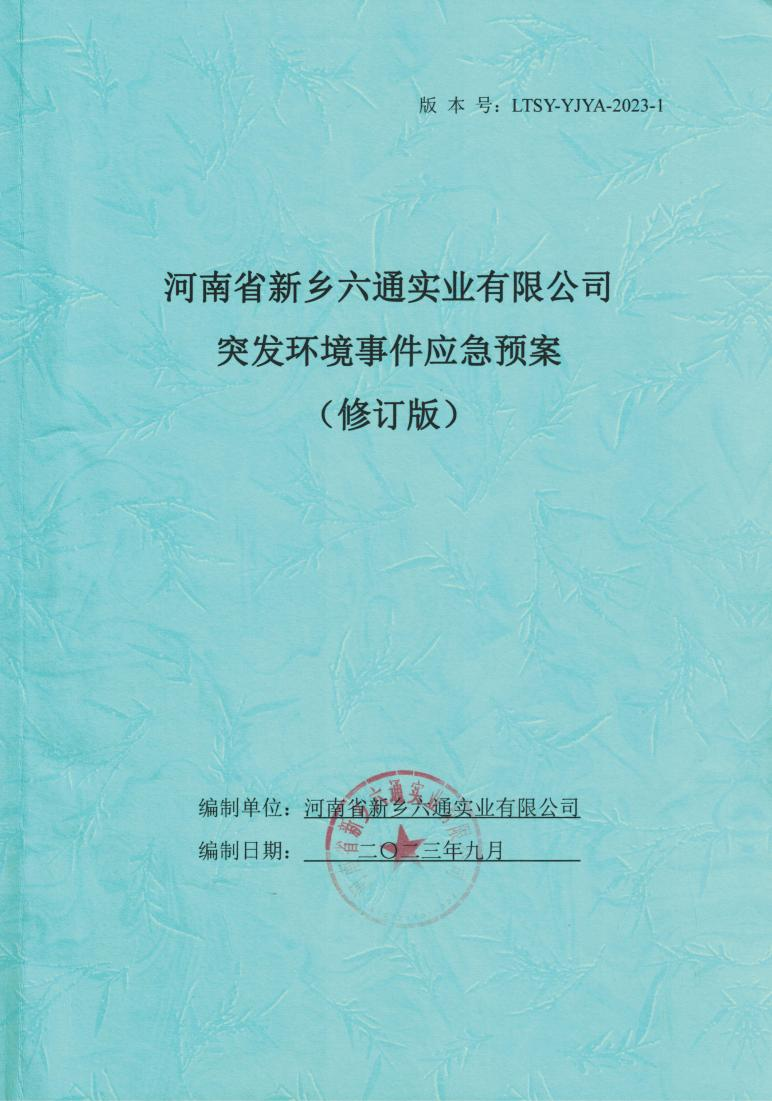 版 本 号：LTSY-YJYA-2023-1
河南省新乡六通实业有限公司
突发环境事件应急预案
（修订版）
编制单位：河南省新乡六通实业有限公司
编制日期：二〇二三年九月